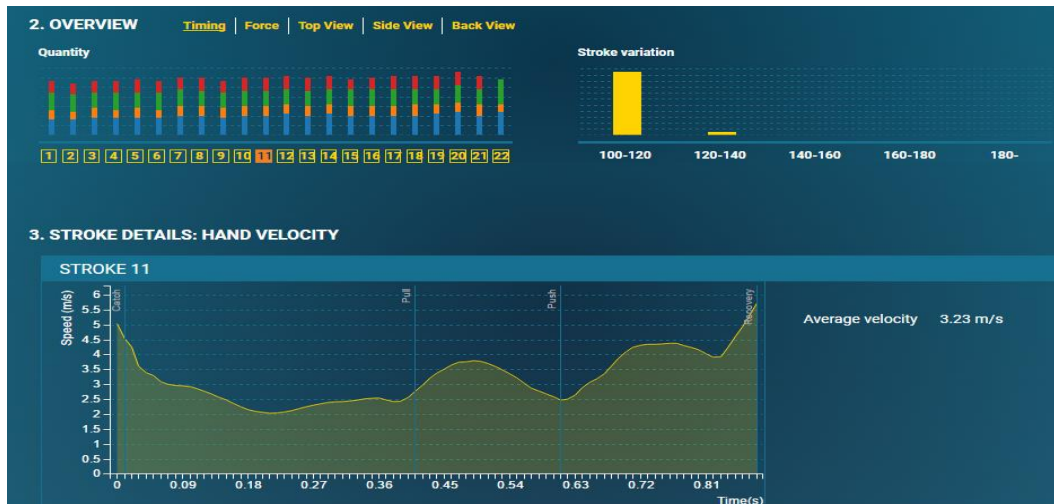 2. OVERVIEW Timing | Force | Top View | Side View | Back View
Quantity
1 2 3 4 5 6 7 8 9 10 11 12 13 14 15 16 17 18 19 20 21 22
Stroke variation
100-120 120-140 140-160 160-180 180-
3. STROKE DETAILS: HAND VELOCITY
STROKE 11
Speed (m/s)
6
5.5
5
4.5
4
3.5
3
2.5
2
1.5
1
0.5
0
Catch
Pull
Push
Recovery
0 0.09 0.18 0.27 0.36 0.45 0.54 0.63 0.72 0.81
Time(s)
Average velocity 3.23 m/s